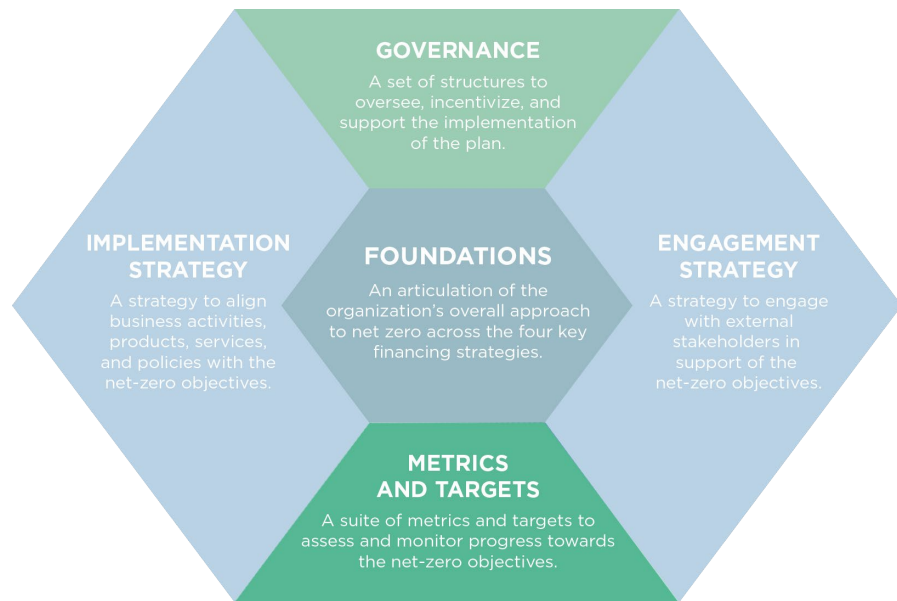 GOVERNANCE
A set of structures to
oversee, incentivize, and
support the implementation
of the plan.
IMPLEMENTATION
STRATEGY
A strategy to align
business activities,
products, services,
and policies with the
net-zero objectives.
FOUNDATIONS
An articulation of the
organization’s overall approach
to net zero across the four key
financing strategies.
ENGAGEMENT
STRATEGY
A strategy to engage
with external
stakeholders in
support of the
net-zero objectives.
METRICS
AND TARGETS
A suite of metrics and targets to
assess and monitor progress towards
the net-zero objectives.